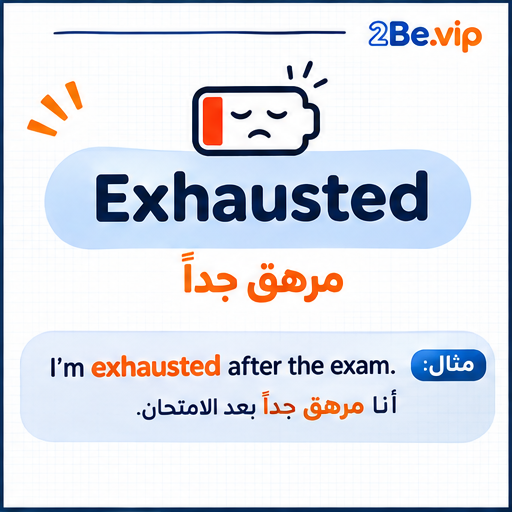 2Be.vip
Exhausted
مرهق جداً
I'm exhausted after the exam.
مثال:
أنا مرهق جداً بعد الامتحان.